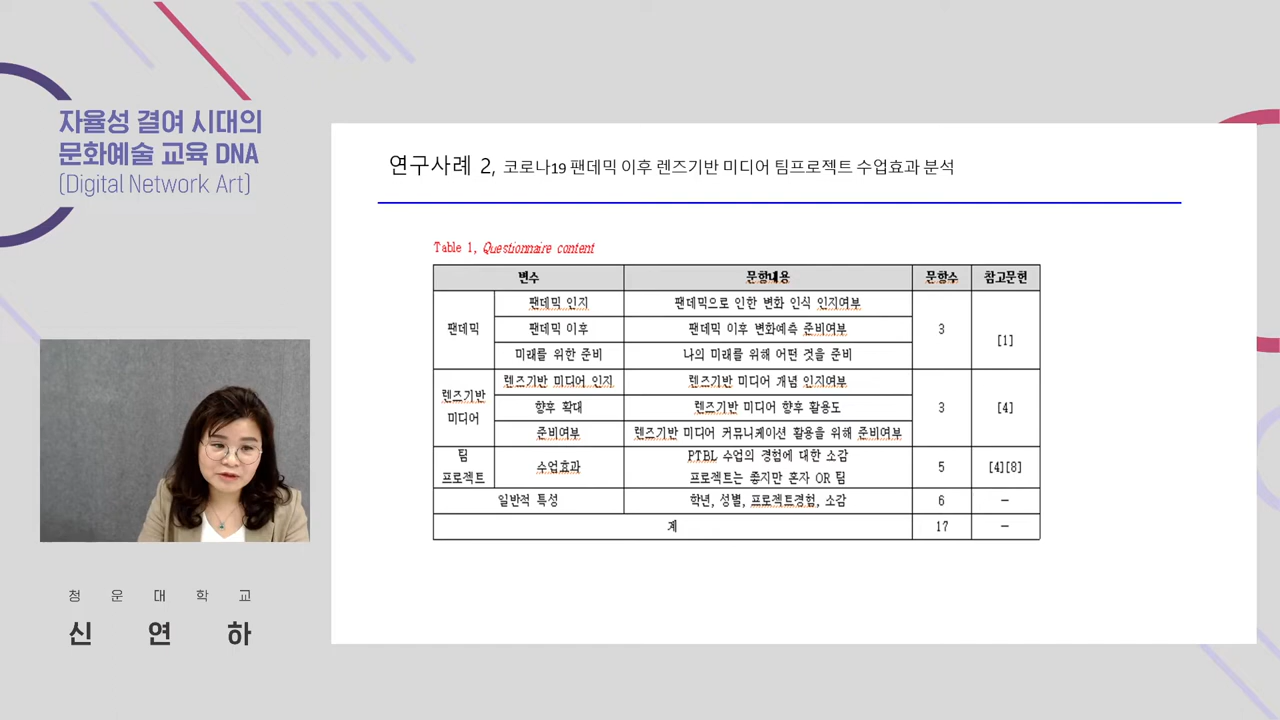 자율성 결여 시대의
문화예술 교육 DNA
(Digital Network Art)
청운대학교
신연하
연구사례 2, 코로나19 팬데믹 이후 렌즈기반 미디어 팀프로젝트 수업효과 분석
Table 1, Questionnaire content
변수 문항내용 문항수 참고문헌
팬데믹 팬데믹 인지 팬데믹으로 인한 변화 인식 인지여부 3 [1]
팬데믹 이후 팬데믹 이후 변화예측 준비여부
미래를 위한 준비 나의 미래를 위해 어떤 것을 준비
렌즈기반 미디어 렌즈기반 미디어 인지 렌즈기반 미디어 개념 인지여부 3 [4]
향후 확대 렌즈기반 미디어 향후 활용도
준비여부 렌즈기반 미디어 커뮤니케이션 활용을 위해 준비여부
팀 프로젝트 수업효과 PTBL 수업의 경험에 대한 소감 5 [4][8]
프로젝트는 좋지만 혼자 OR 팀
일반적 특성 학년, 성별, 프로젝트경험, 소감 6 -
계 17 -